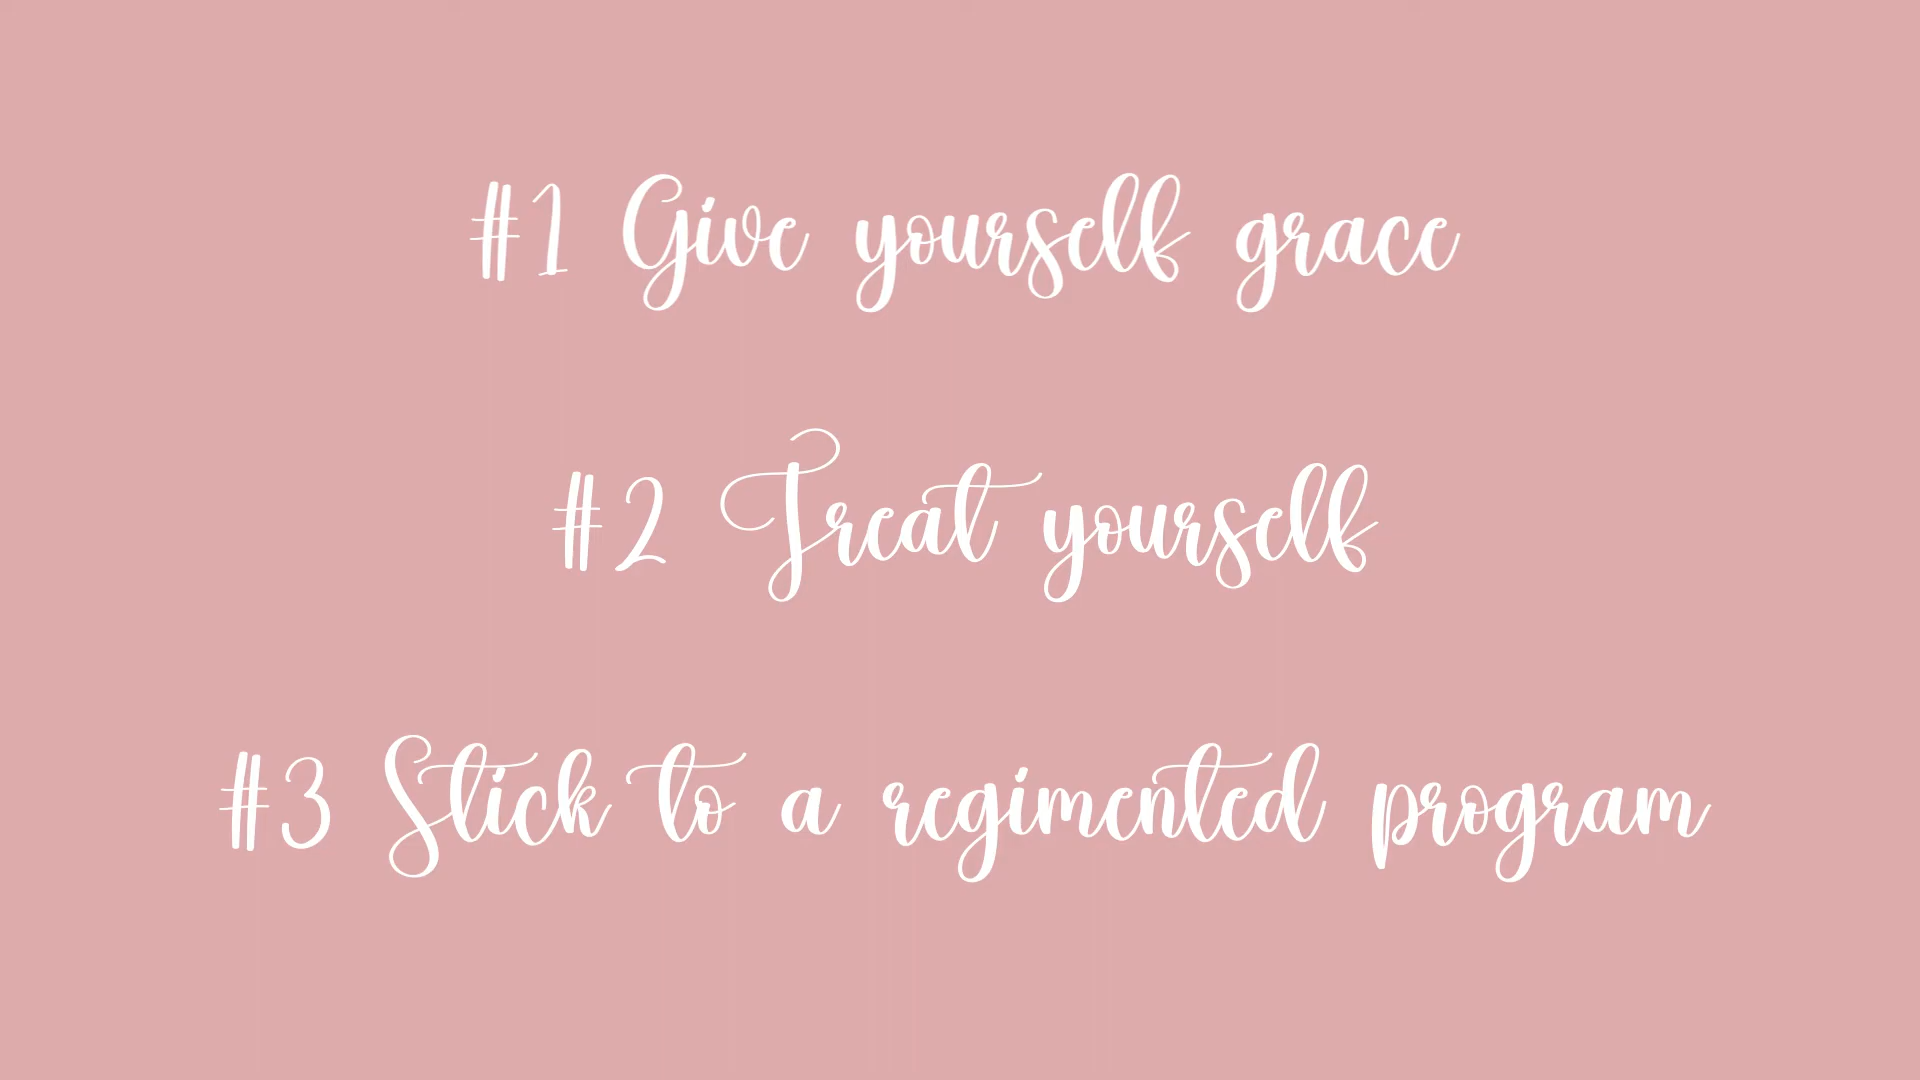 #1 Give yourself grace
#2 Treat yourself
#3 Stick to a regimented program